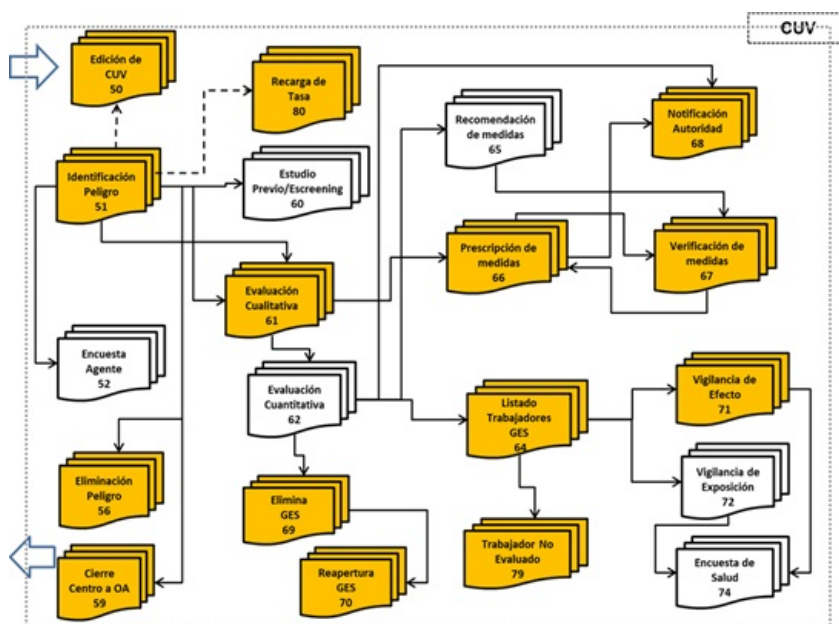 CUV
Edición de
CUV
50
Recarga de
Tasa
80
Recomendación
de medidas
65
Notificación
Autoridad
68
Identificación
Peligro
51
Estudio
Previo/Escreening
60
Prescripción de
medidas
66
Verificación de
medidas
67
Evaluación
Cualitativa
61
Encuesta
Agente
52
Evaluación
Cuantitativa
62
Listado
Trabajadores
GES
64
Vigilancia de
Efecto
71
Eliminación
Peligro
56
Elimina
GES
69
Vigilancia de
Exposición
72
Trabajador No
Evaluado
79
Cierre
Centro a OA
59
Reapertura
GES
70
Encuesta de
Salud
74